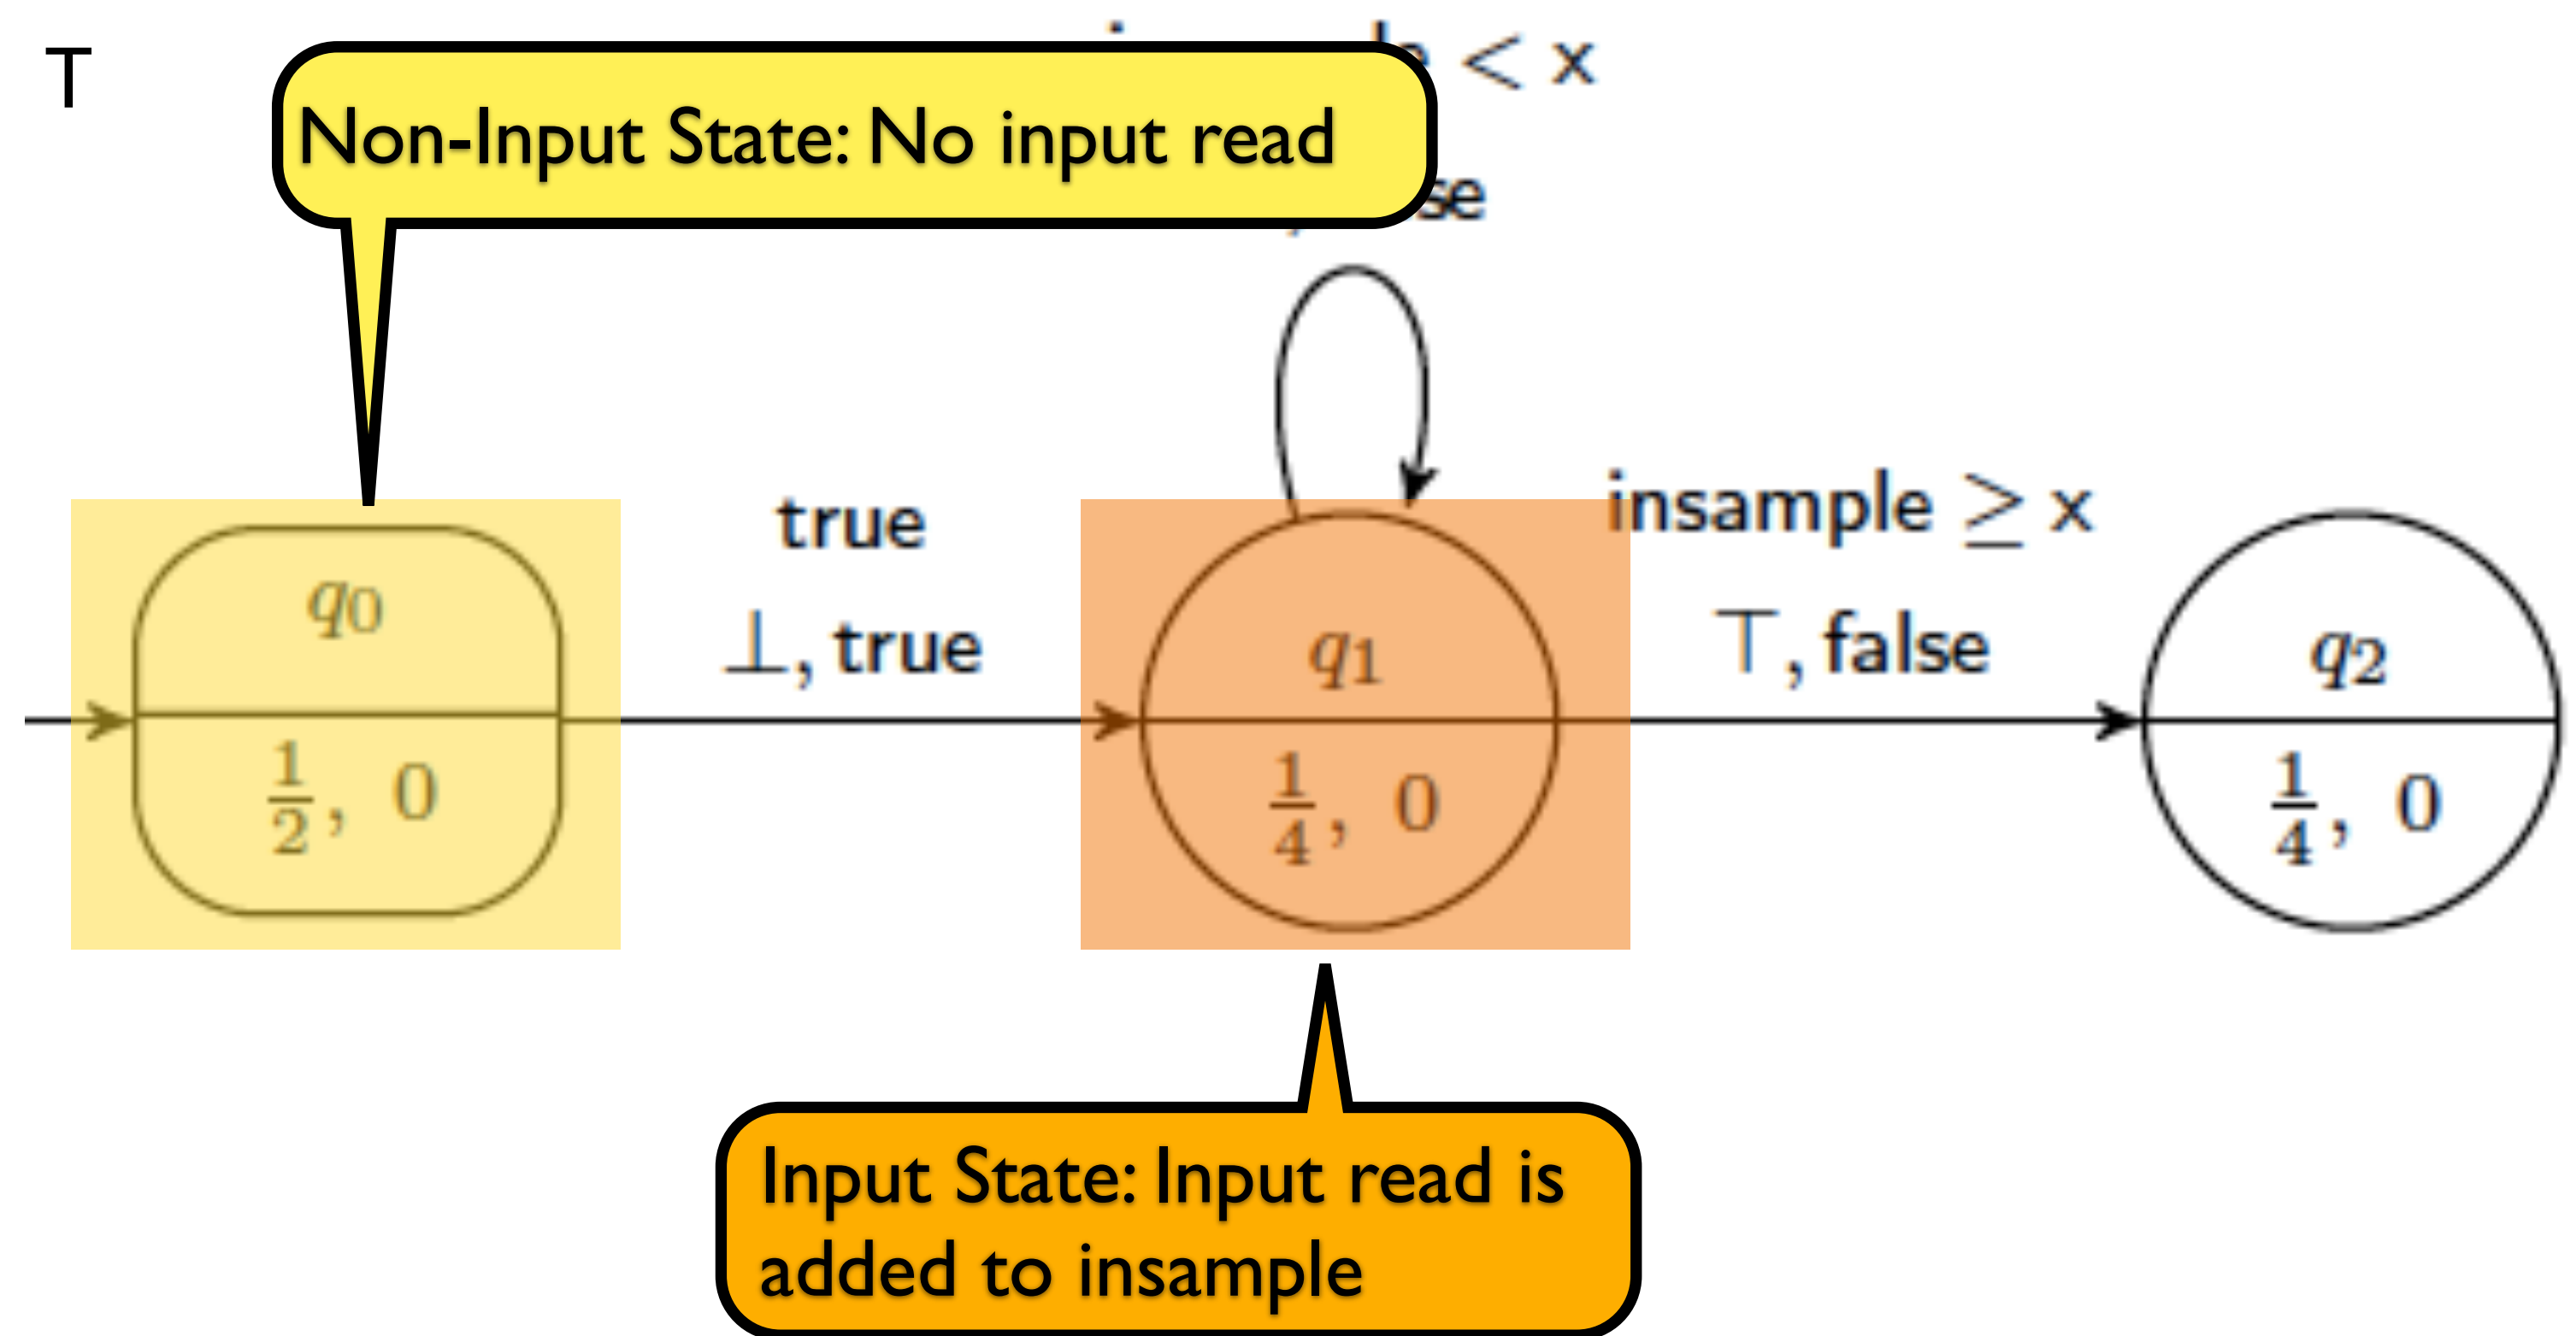 T
< x
Non-Input State: No input read
true
insample ≥ x
⊥, true
⊤, false
q0
q1
q2
1/2, 0
1/4, 0
1/4, 0
Input State: Input read is
added to insample